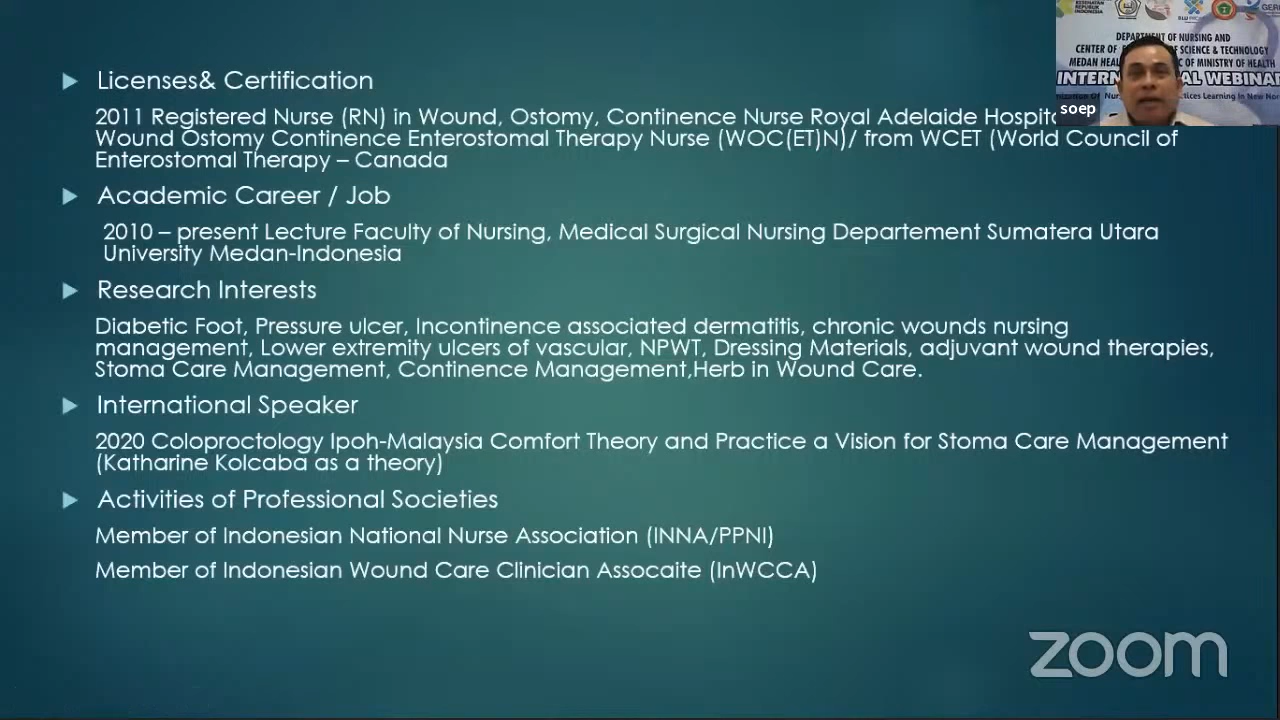 Licenses& Certification
2011 Registered Nurse (RN) in Wound, Ostomy, Continence Nurse Royal Adelaide
Wound Ostomy Continence Enterostomal Therapy Nurse (WOC(ET)N)/ from WCET (World Council of
Enterostomal Therapy – Canada
Academic Career / Job
2010 – present Lecture Faculty of Nursing, Medical Surgical Nursing Departement Sumatera Utara
University Medan-Indonesia
Research Interests
Diabetic Foot, Pressure ulcer, Incontinence associated dermatitis, chronic wounds nursing
management, Lower extremity ulcers of vascular, NPWT, Dressing Materials, adjuvant wound therapies,
Stoma Care Management, Continence Management,Herb in Wound Care.
International Speaker
2020 Coloproctology Ipoh-Malaysia Comfort Theory and Practice a Vision for Stoma Care Management
(Katharine Kolcaba as a theory)
Activities of Professional Societies
Member of Indonesian National Nurse Association (INNA/PPNI)
Member of Indonesian Wound Care Clinician Assocaite (InWCCA)
KESEHATAN
REPUBLIK
INDONESIA
DEPARTMENT OF NURSING AND
CENTER OF SCIENCE & TECHNOLOGY
MEDAN OF MINISTRY OF HEALTH
WEBINAR
soep
zoom